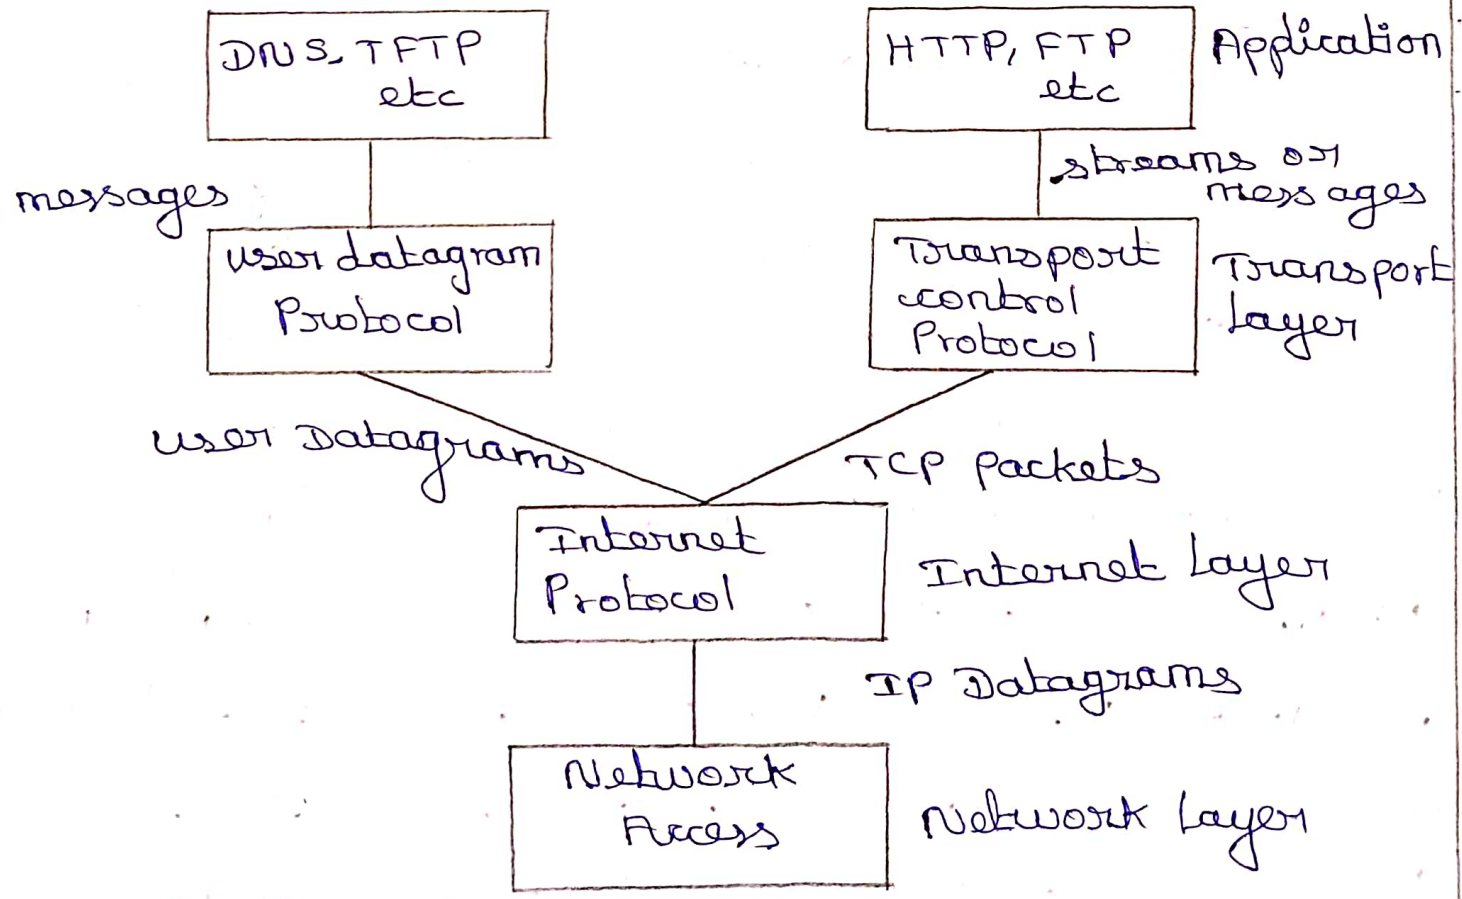 DNS, TFTP
etc
HTTP, FTP
etc
Application
messages
streams or
messages
user datagram
Protocol
Transport
control
Protocol
Transport
Layer
user Datagrams
TCP packets
Internet
Protocol
Internet Layer
IP Datagrams
Network
Access
Network Layer